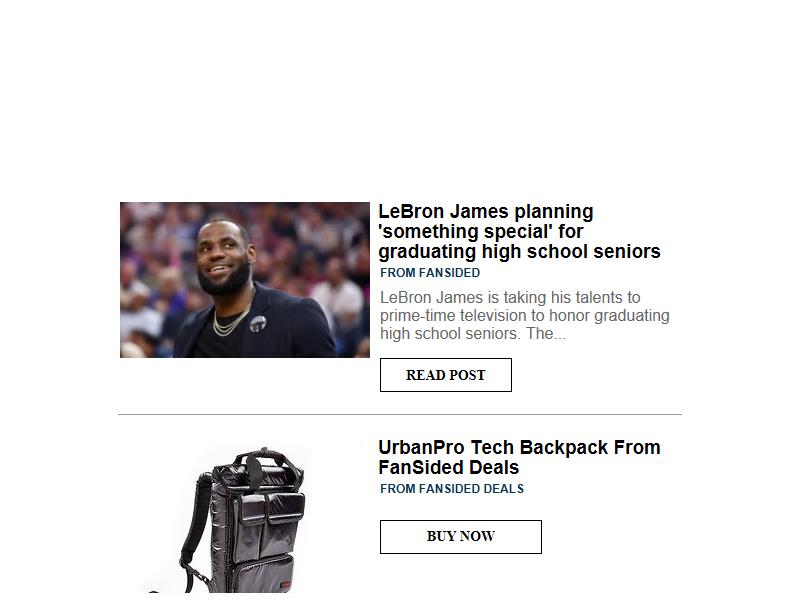 LeBron James planning
'something special' for
graduating high school seniors
FROM FANSIDED
LeBron James is taking his talents to
prime-time television to honor graduating
high school seniors. The...
READ POST
UrbanPro Tech Backpack From
FanSided Deals
FROM FANSIDED DEALS
BUY NOW